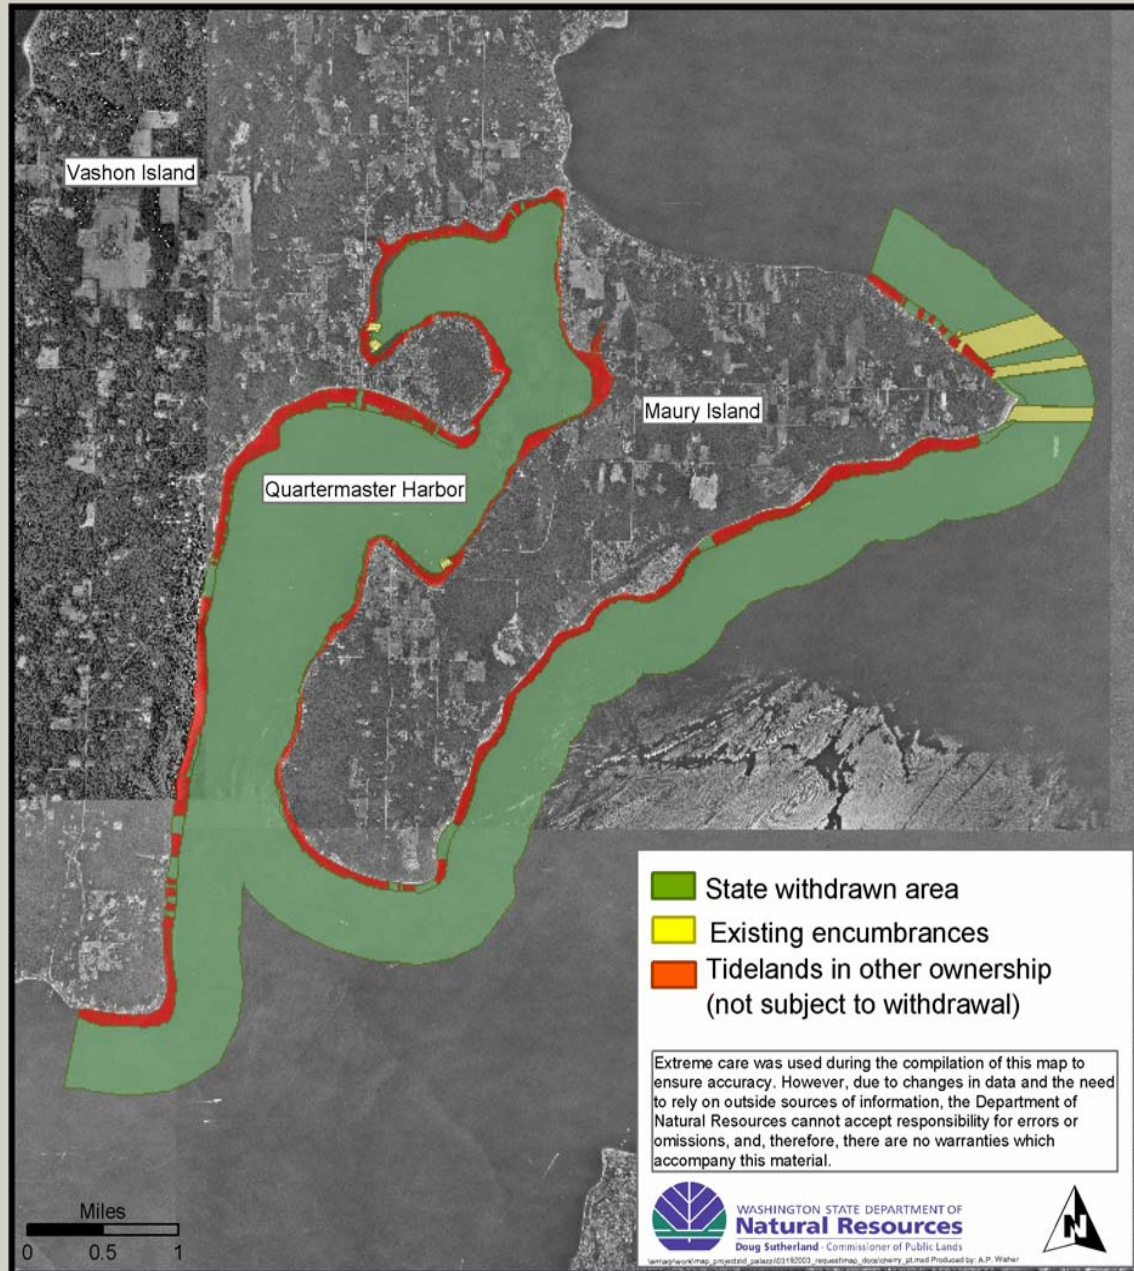 Vashon Island
Maury Island
Quartermaster Harbor
State withdrawn area
Existing encumbrances
Tidelands in other ownership
(not subject to withdrawal)
Extreme care was used during the compilation of this map to
ensure accuracy. However, due to changes in data and the need
to rely on outside sources of information, the Department of
Natural Resources cannot accept responsibility for errors or
omissions, and, therefore, there are no warranties which
accompany this material.
WASHINGTON STATE DEPARTMENT OF
Natural Resources
Doug Sutherland - Commissioner of Public Lands
N
Produced by: A.P. Walher
Miles
0 0.5 1